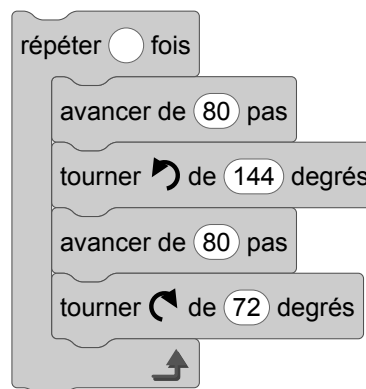 répéter fois
avancer de 80 pas
tourner de 144 degrés
avancer de 80 pas
tourner de 72 degrés